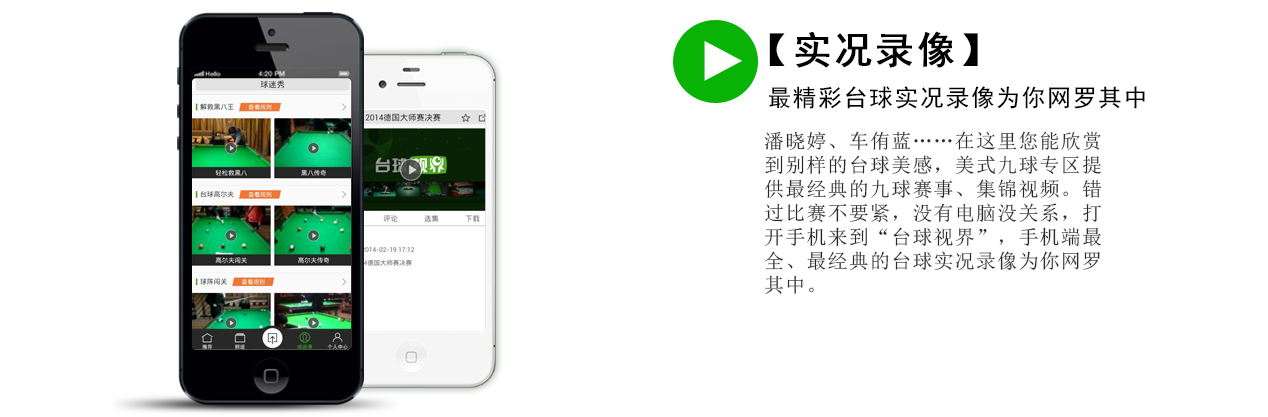 Hello
4:20 PM
球迷秀
解救黑八王
查看规则
轻松救黑八
黑八传奇
台球高尔夫
查看规则
高尔夫闯关
高尔夫传奇
球阵闯关
查看规则
推荐
频道
球迷秀
个人中心
2014德国大师赛决赛
台球视界
评论
选集
下载
2014-02-19 17:12
德国大师赛决赛
【实况录像】
最精彩台球实况录像为你网罗其中
潘晓婷、车侑蓝……在这里您能欣赏
到别样的台球美感，美式九球专区提
供最经典的九球赛事、集锦视频。错
过比赛不要紧，没有电脑没关系，打
开手机来到“台球视界”，手机端最
全、最经典的台球实况录像为你网罗
其中。